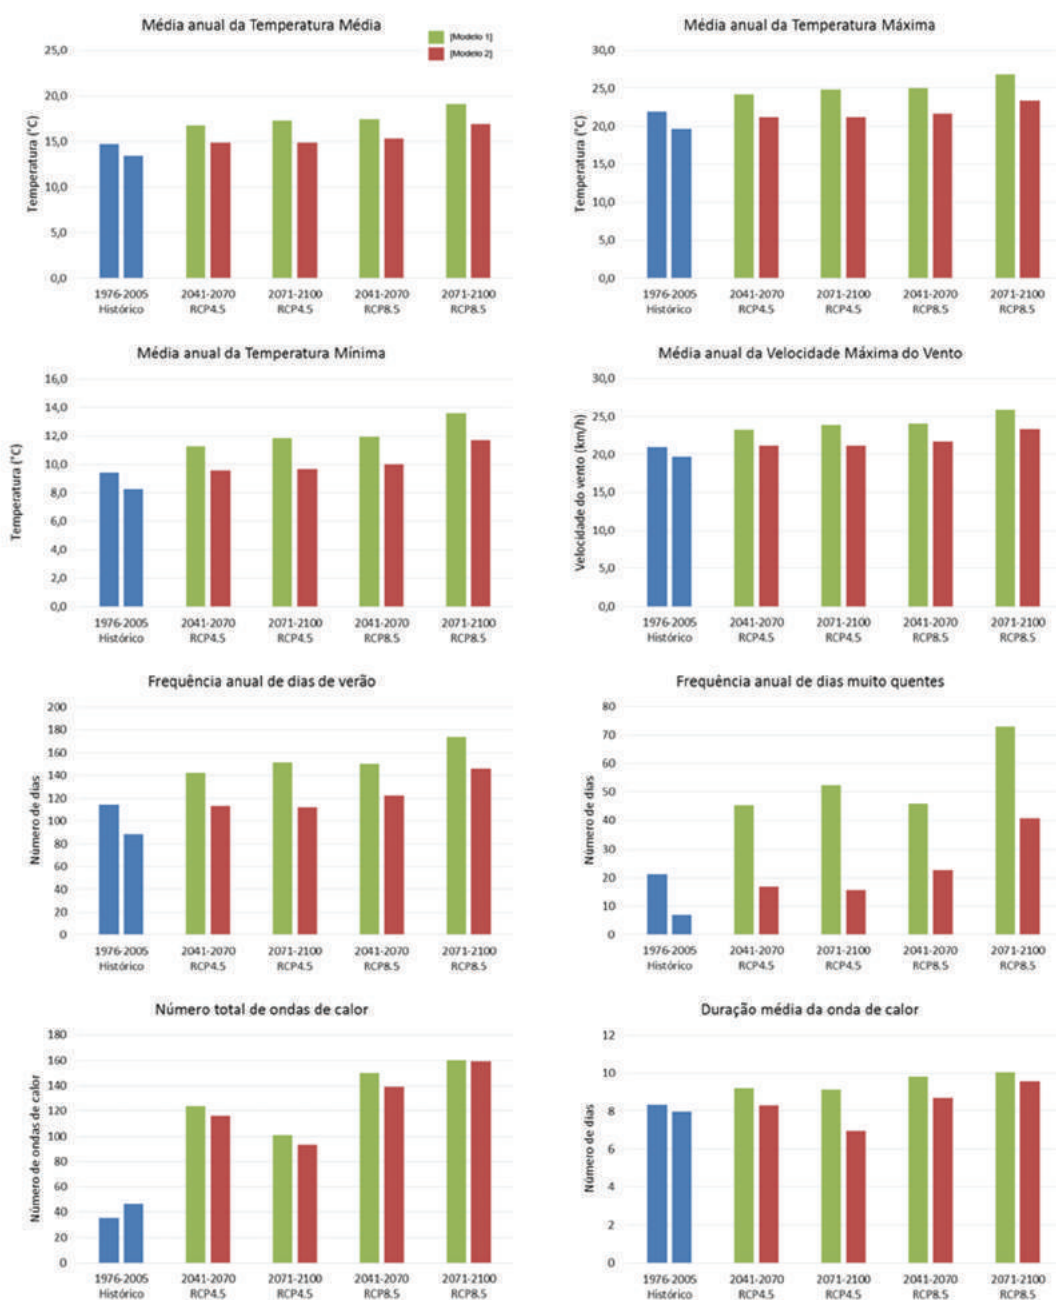 Média anual da Temperatura Média
[Modelo 1]
[Modelo 2]
Temperatura (°C)
25,0
20,0
15,0
10,0
5,0
0,0
1976-2005 2041-2070 2071-2100 2041-2070 2071-2100
Histórico RCP4.5 RCP4.5 RCP8.5 RCP8.5
Média anual da Temperatura Máxima
Temperatura (°C)
30,0
25,0
20,0
15,0
10,0
5,0
0,0
1976-2005 2041-2070 2071-2100 2041-2070 2071-2100
Histórico RCP4.5 RCP4.5 RCP8.5 RCP8.5
Média anual da Temperatura Mínima
Temperatura (°C)
16,0
14,0
12,0
10,0
8,0
6,0
4,0
2,0
0,0
1976-2005 2041-2070 2071-2100 2041-2070 2071-2100
Histórico RCP4.5 RCP4.5 RCP8.5 RCP8.5
Média anual da Velocidade Máxima do Vento
Velocidade do vento (km/h)
30,0
25,0
20,0
15,0
10,0
5,0
0,0
1976-2005 2041-2070 2071-2100 2041-2070 2071-2100
Histórico RCP4.5 RCP4.5 RCP8.5 RCP8.5
Frequência anual de dias de verão
Número de dias
200
180
160
140
120
100
80
60
40
20
0
1976-2005 2041-2070 2071-2100 2041-2070 2071-2100
Histórico RCP4.5 RCP4.5 RCP8.5 RCP8.5
Frequência anual de dias muito quentes
Número de dias
80
70
60
50
40
30
20
10
0
1976-2005 2041-2070 2071-2100 2041-2070 2071-2100
Histórico RCP4.5 RCP4.5 RCP8.5 RCP8.5
Número total de ondas de calor
Número de ondas de calor
180
160
140
120
100
80
60
40
20
0
1976-2005 2041-2070 2071-2100 2041-2070 2071-2100
Histórico RCP4.5 RCP4.5 RCP8.5 RCP8.5
Duração média da onda de calor
Número de dias
12
10
8
6
4
2
0
1976-2005 2041-2070 2071-2100 2041-2070 2071-2100
Histórico RCP4.5 RCP4.5 RCP8.5 RCP8.5